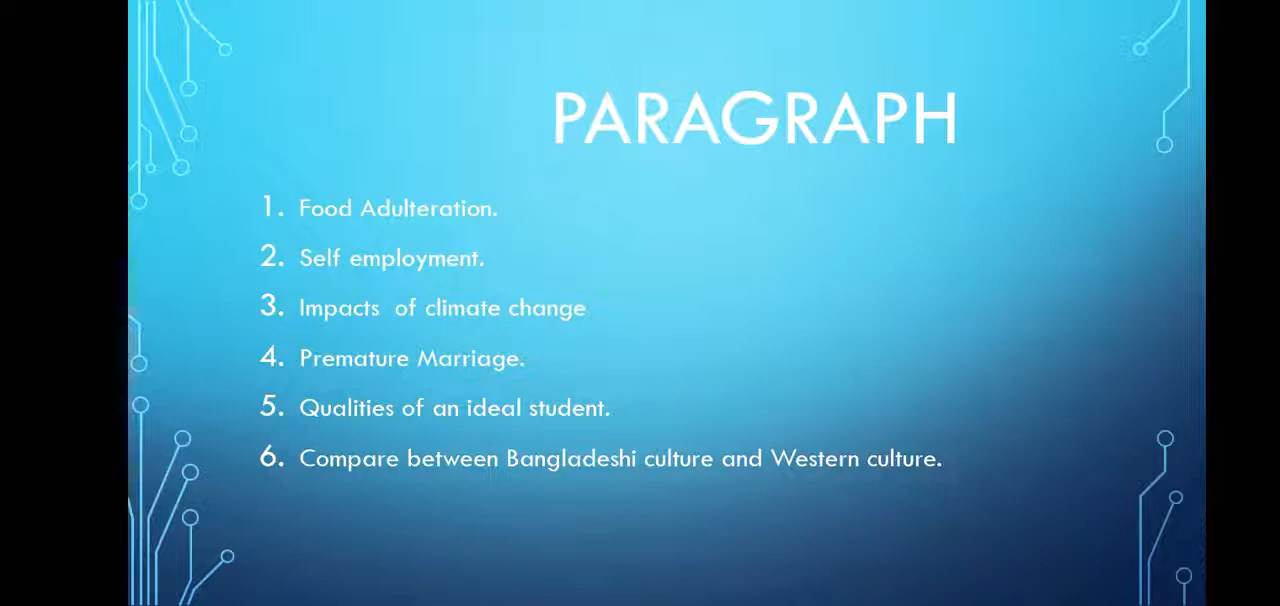 PARAGRAPH
1. Food Adulteration.
2. Self employment.
3. Impacts  of climate change
4. Premature Marriage.
5. Qualities of an ideal student.
6. Compare between Bangladeshi culture and Western culture.